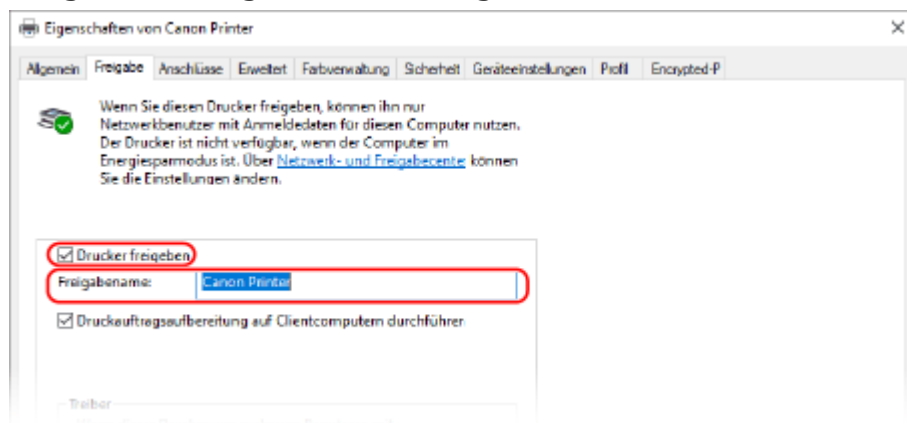 Eigenschaften von Canon Printer
Allgemein Freigabe Anschlüsse Erweitert Farbverwaltung Sicherheit Geräteeinstellungen Profil Encrypted-P
Wenn Sie diesen Drucker freigeben, können ihn nur
Netzwerkbenutzer mit Anmeldedaten für diesen Computer nutzen.
Der Drucker ist nicht verfügbar, wenn der Computer im
Energiesparmodus ist. Über Netzwerk- und Freigabecenter können
Sie die Einstellungen ändern.
Drucker freigeben
Freigabename: Canon Printer
Druckauftragsaufbereitung auf Clientcomputern durchführen
Treiber